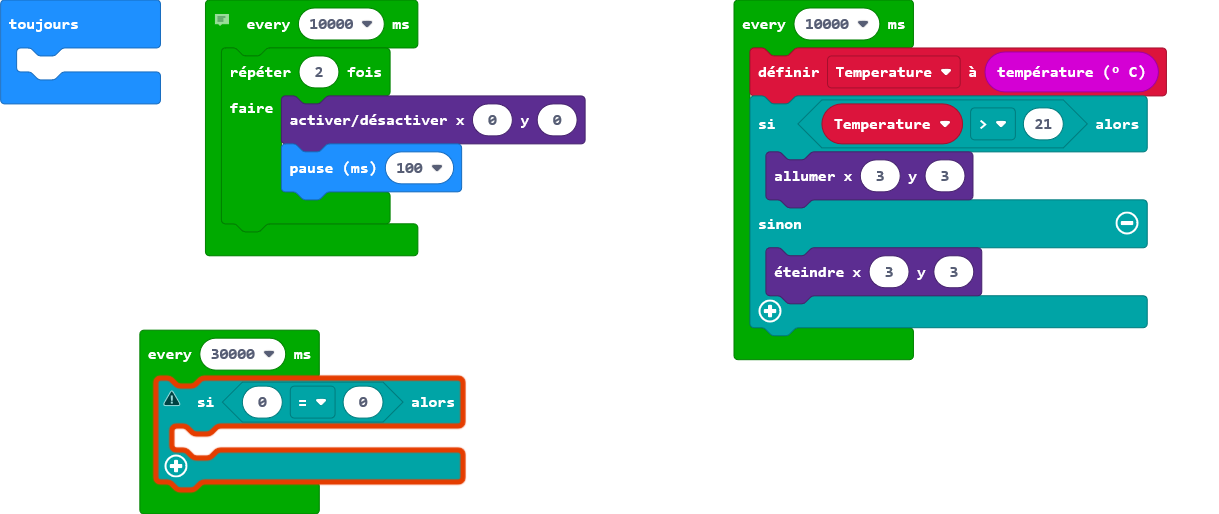 toujours
every 10000 ms
répéter 2 fois
faire
activer/désactiver x 0 y 0
pause (ms) 100
every 10000 ms
définir Temperature à température (º C)
si Temperature > 21 alors
allumer x 3 y 3
sinon
éteindre x 3 y 3
every 30000 ms
si 0 = 0 alors